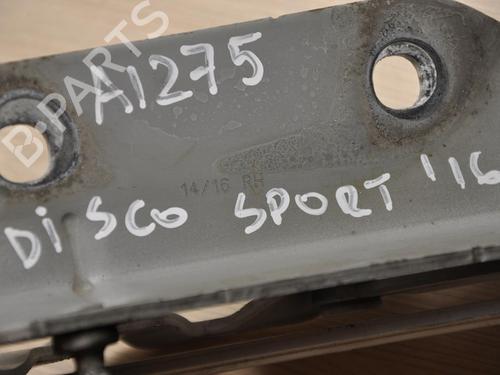 B-PARTS
A1275
14/16 RH
DISCO SPORT '16